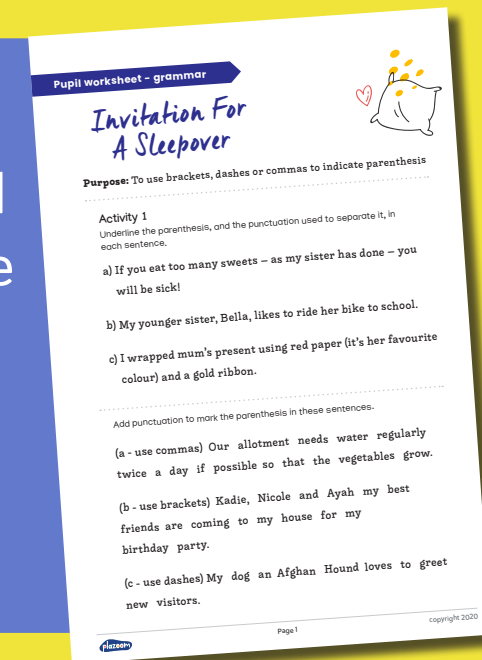 Pupil worksheet – grammar
Invitation For
A Sleepover
Purpose: To use brackets, dashes or commas to indicate parenthesis
Activity 1
Underline the parenthesis, and the punctuation used to separate it, in
each sentence.
a) If you eat too many sweets – as my sister has done – you
will be sick!
b) My younger sister, Bella, likes to ride her bike to school.
c) I wrapped mum's present using red paper (it's her favourite
colour) and a gold ribbon.
Add punctuation to mark the parenthesis in these sentences.
(a - use commas) Our allotment needs water regularly
twice a day if possible so that the vegetables grow.
(b - use brackets) Kadie, Nicole and Ayah my best
friends are coming to my house for my
birthday party.
(c - use dashes) My dog an Afghan Hound loves to greet
new visitors.
plazoom
Page 1
copyright 2020
e